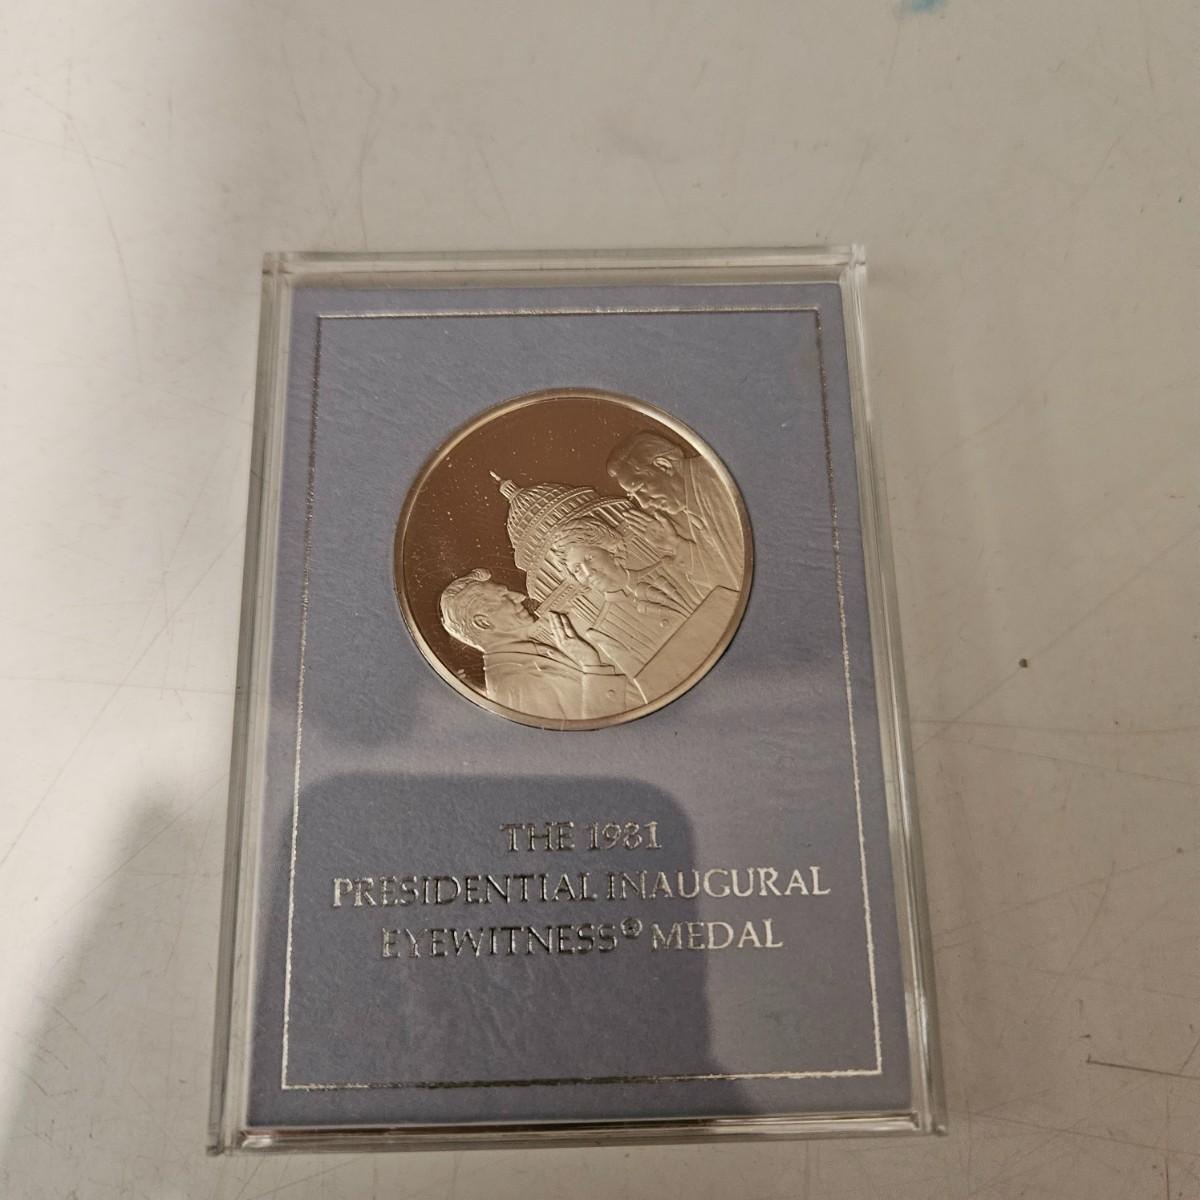 THE 1981
PRESIDENTIAL INAUGURAL
EYEWITNESS® MEDAL